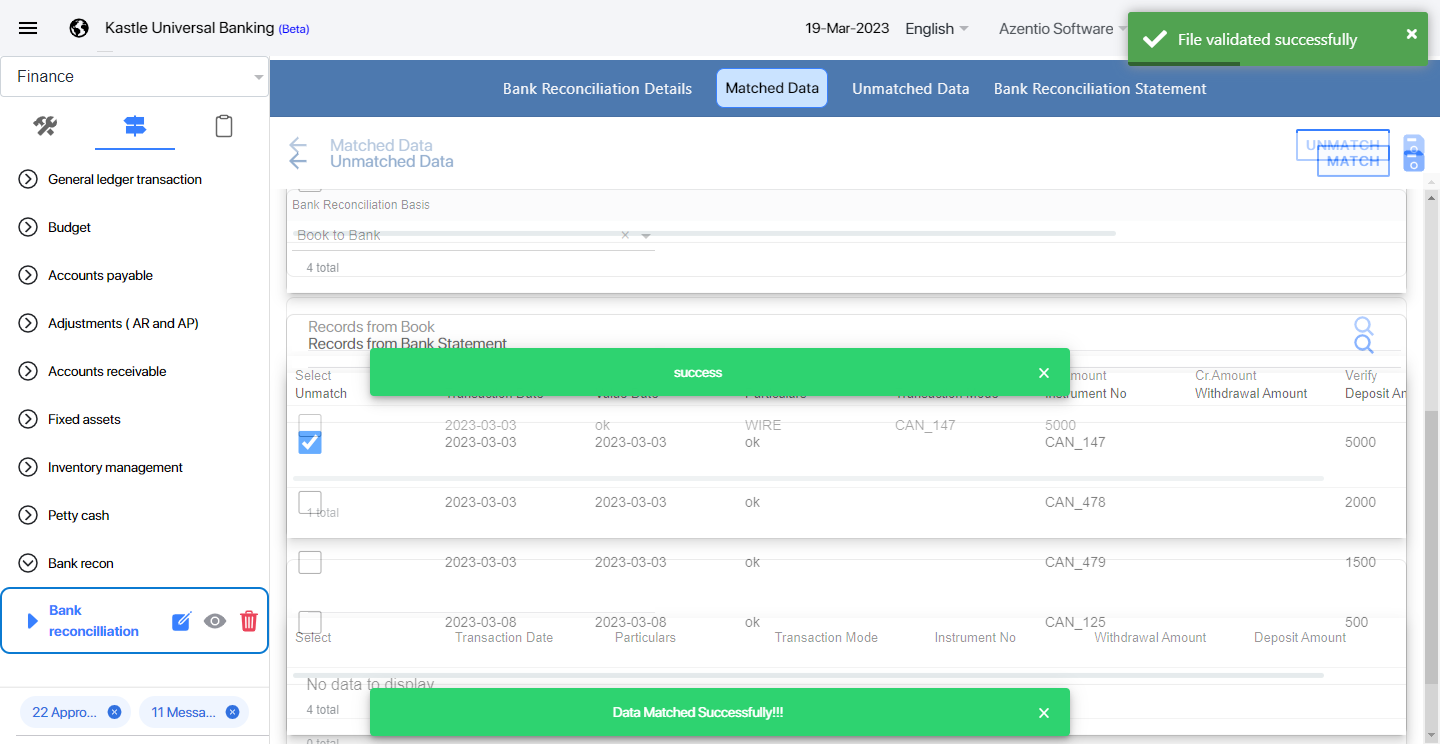 Kastle Universal Banking (Beta)
19-Mar-2023
English
Azentio Software
File validated successfully
Finance
Bank Reconciliation Details
Matched Data
Unmatched Data
Bank Reconciliation Statement
General ledger transaction
Budget
Accounts payable
Adjustments ( AR and AP)
Accounts receivable
Fixed assets
Inventory management
Petty cash
Bank recon
Bank
reconcilliation
22 Appro...
11 Messa...
Matched Data
Unmatched Data
UNMATCH
MATCH
Bank Reconciliation Basis
Book to Bank
4 total
Records from Book
Records from Bank Statement
success
Select Cr.Amount Verify
Unmatch Transaction Date Value Date Particulars Transaction Mode Instrument No Withdrawal Amount Deposit Am
2023-03-03 ok WIRE CAN_147 5000
2023-03-03 2023-03-03 ok CAN_147 5000
2023-03-03 2023-03-03 ok CAN_478 2000
1 total
2023-03-03 2023-03-03 ok CAN_479 1500
2023-03-08 2023-03-08 ok CAN_125 500
Select Transaction Date Particulars Transaction Mode Instrument No Withdrawal Amount Deposit Amount
No data to display
4 total
Data Matched Successfully!!!
0 total